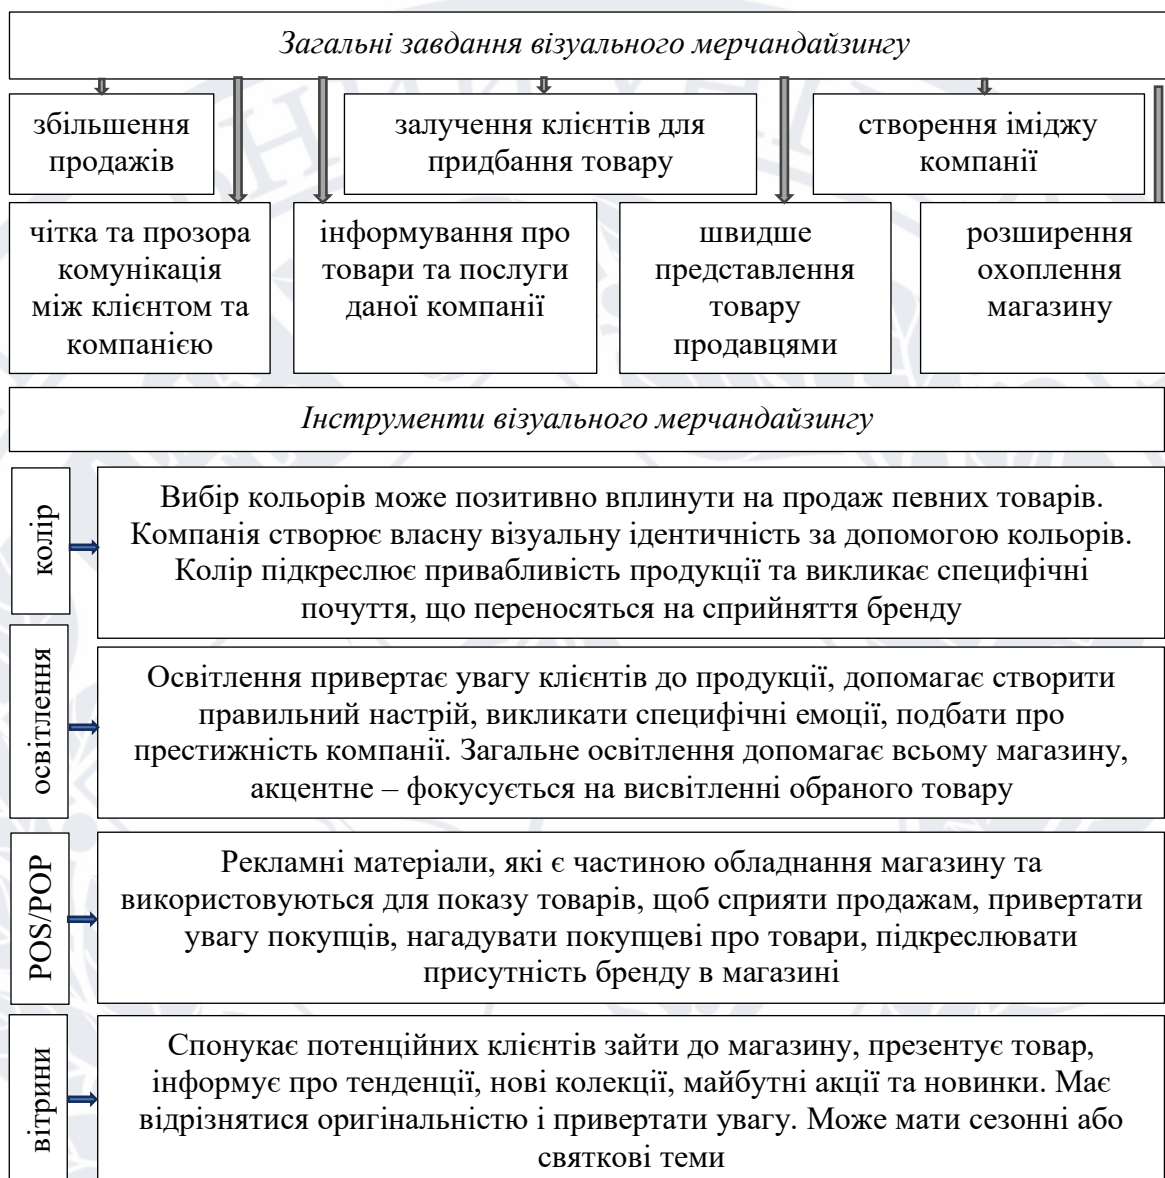 Загальні завдання візуального мерчандайзингу
збільшення
продажів
залучення клієнтів для
придбання товару
створення іміджу
компанії
чітка та прозора
комунікація
між клієнтом та
компанією
інформування про
товари та послуги
даної компанії
швидше
представлення
товару
продавцями
розширення
охоплення
магазину
Інструменти візуального мерчандайзингу
колір
Вибір кольорів може позитивно вплинути на продаж певних товарів.
Компанія створює власну візуальну ідентичність за допомогою кольорів.
Колір підкреслює привабливість продукції та викликає специфічні
почуття, що переносяться на сприйняття бренду
освітлення
Освітлення привертає увагу клієнтів до продукції, допомагає створити
правильний настрій, викликати специфічні емоції, подбати про
престижність компанії. Загальне освітлення допомагає всьому магазину,
акцентне – фокусується на висвітленні обраного товару
POS/POP
Рекламні матеріали, які є частиною обладнання магазину та
використовуються для показу товарів, щоб сприяти продажам, привертати
увагу покупців, нагадувати покупцеві про товари, підкреслювати
присутність бренду в магазині
вітрини
Спонукає потенційних клієнтів зайти до магазину, презентує товар,
інформує про тенденції, нові колекції, майбутні акції та новинки. Має
відрізнятися оригінальністю і привертати увагу. Може мати сезонні або
святкові теми